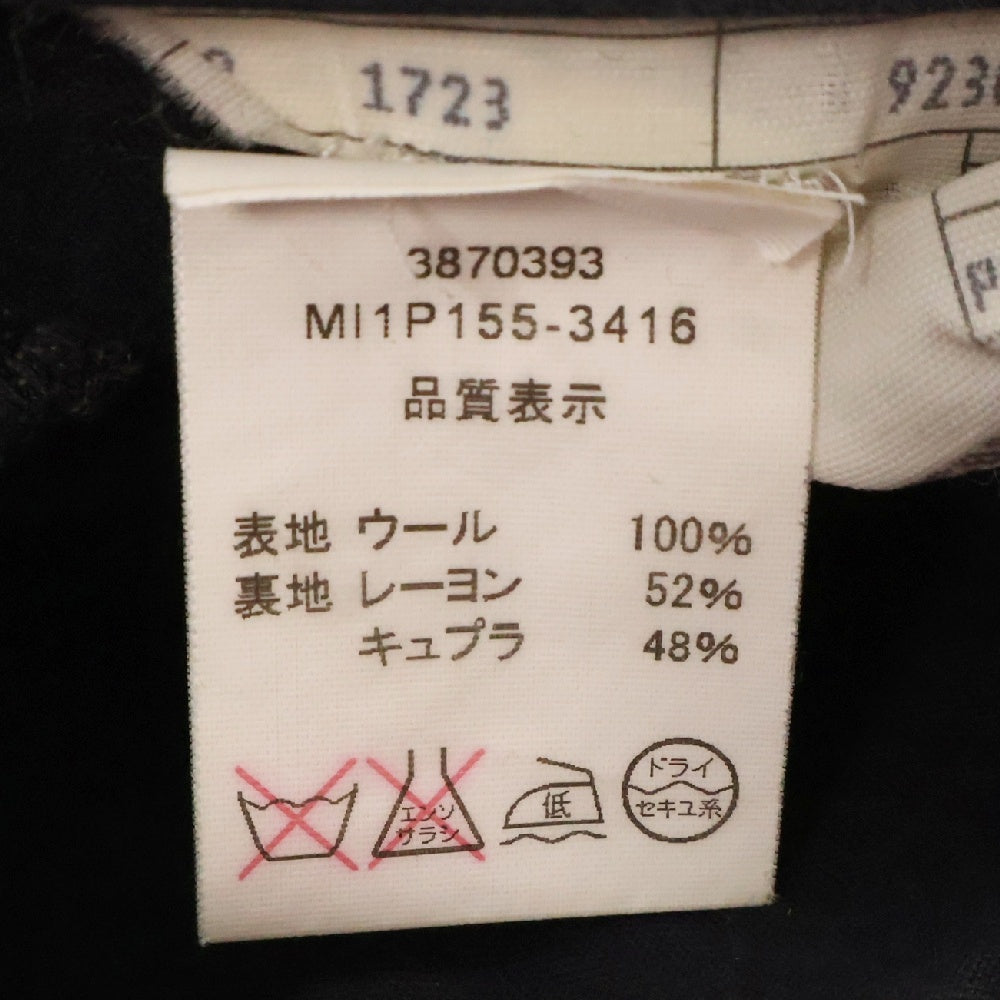 1723
3870393
MI1P155-3416
品質表示
表地 ウール 100%
裏地 レーヨン 52%
キュプラ 48%
エンソ
サラシ
低
ドライ
セキユ系